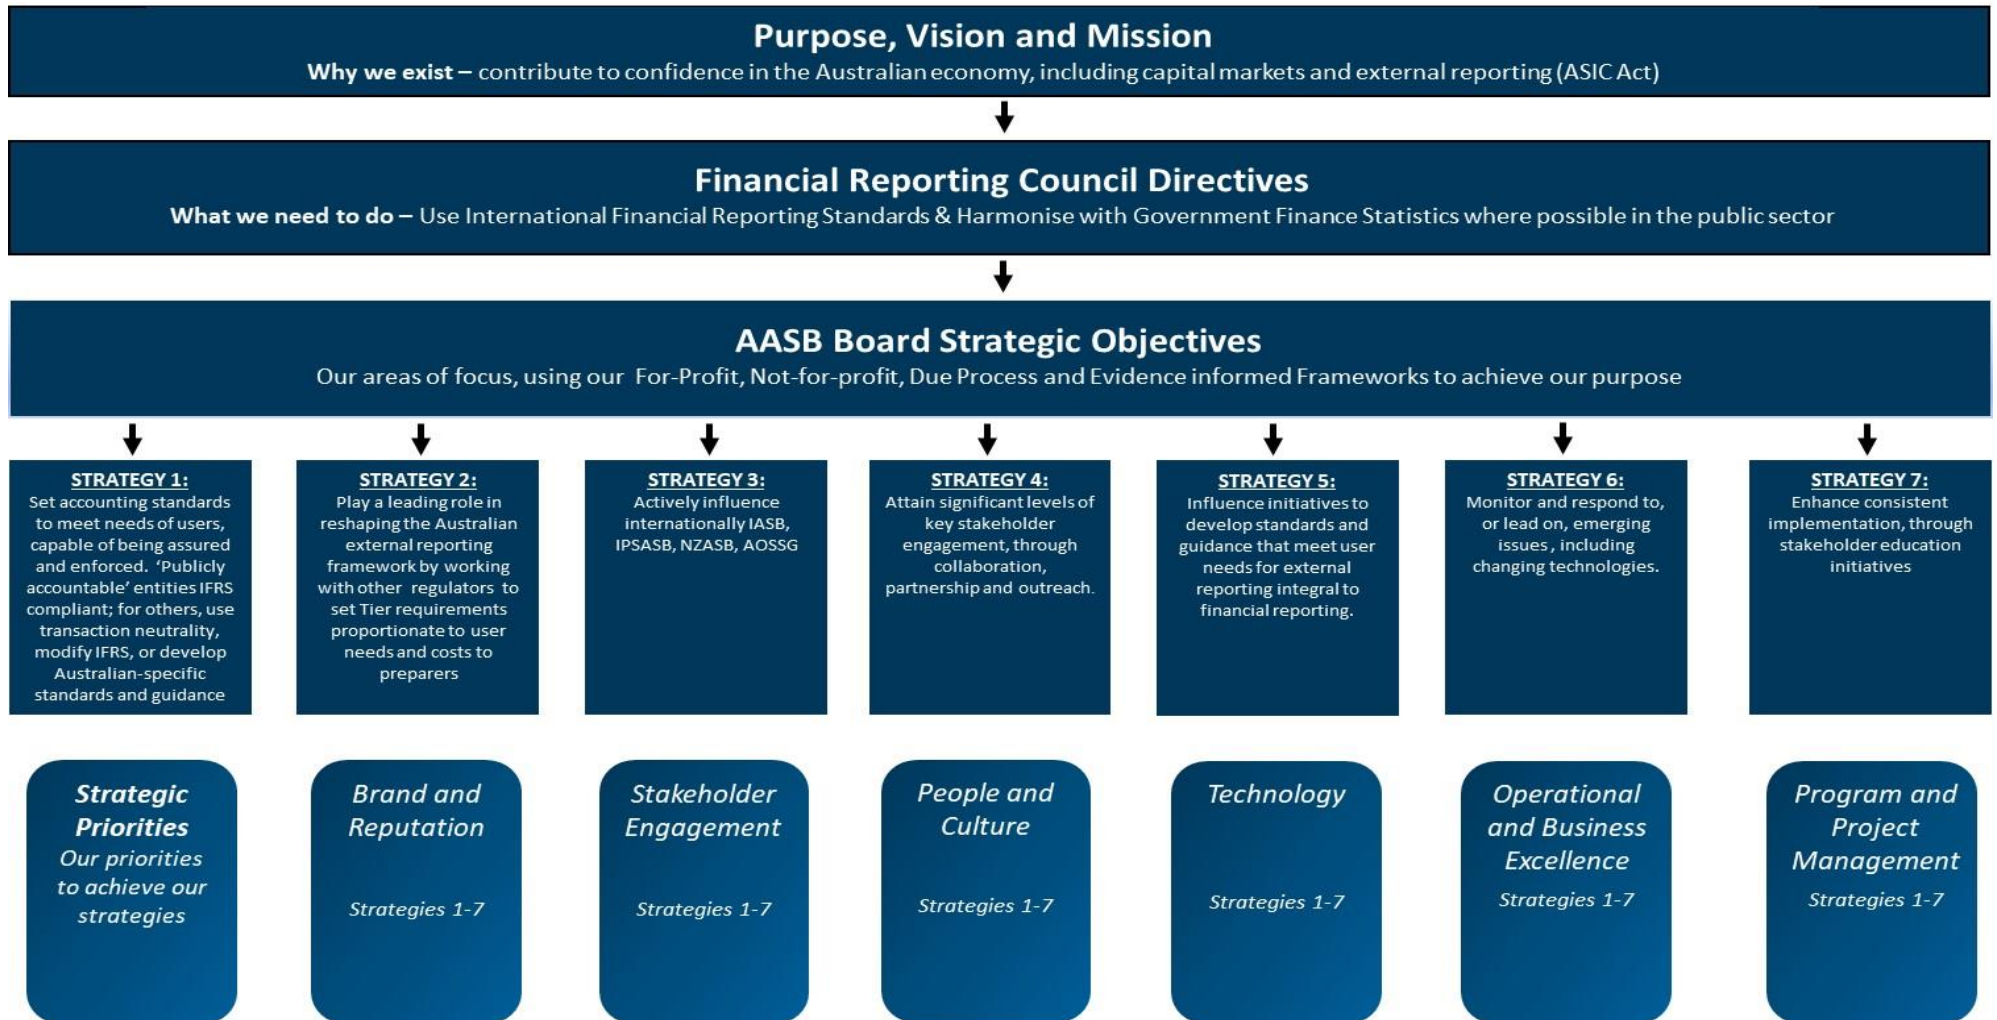 Purpose, Vision and Mission
Why we exist – contribute to confidence in the Australian economy, including capital markets and external reporting (ASIC Act)
Financial Reporting Council Directives
What we need to do – Use International Financial Reporting Standards & Harmonise with Government Finance Statistics where possible in the public sector
AASB Board Strategic Objectives
Our areas of focus, using our For-Profit, Not-for-profit, Due Process and Evidence informed Frameworks to achieve our purpose
STRATEGY 1:
Set accounting standards
to meet needs of users,
capable of being assured
and enforced. ‘Publicly
accountable’ entities IFRS
compliant; for others, use
transaction neutrality,
modify IFRS, or develop
Australian-specific
standards and guidance
STRATEGY 2:
Play a leading role in
reshaping the Australian
external reporting
framework by working
with other regulators to
set Tier requirements
proportionate to user
needs and costs to
preparers
STRATEGY 3:
Actively influence
internationally IASB,
IPSASB, NZASB, AOSSG
STRATEGY 4:
Attain significant levels of
key stakeholder
engagement, through
collaboration,
partnership and outreach.
STRATEGY 5:
Influence initiatives to
develop standards and
guidance that meet user
needs for external
reporting integral to
financial reporting.
STRATEGY 6:
Monitor and respond to,
or lead on, emerging
issues , including
changing technologies.
STRATEGY 7:
Enhance consistent
implementation, through
stakeholder education
initiatives
Strategic
Priorities
Our priorities
to achieve our
strategies
Brand and
Reputation
Strategies 1-7
Stakeholder
Engagement
Strategies 1-7
People and
Culture
Strategies 1-7
Technology
Strategies 1-7
Operational
and Business
Excellence
Strategies 1-7
Program and
Project
Management
Strategies 1-7